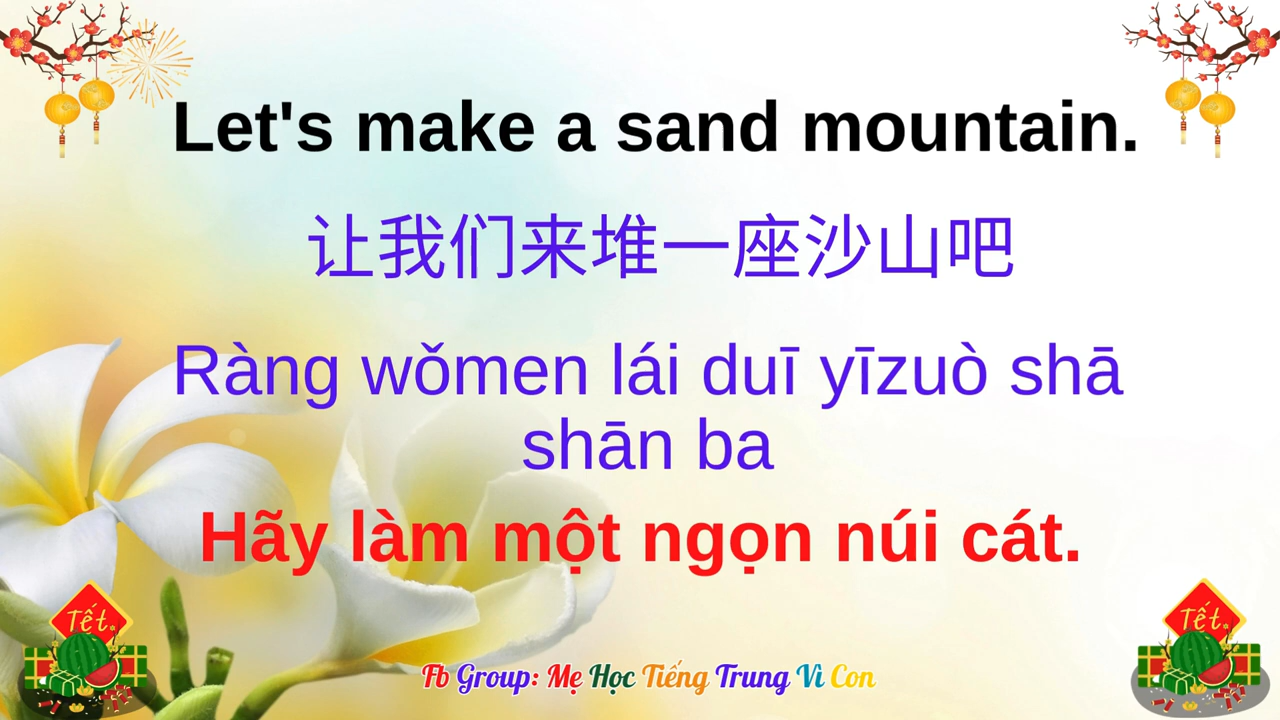 Let's make a sand mountain.
让我们来堆一座沙山吧
Ràng wǒmen lái duī yīzuò shā
shān ba
Hãy làm một ngọn núi cát.
Tết
Tết
Fb Group: Mẹ Học Tiếng Trung Vì Con